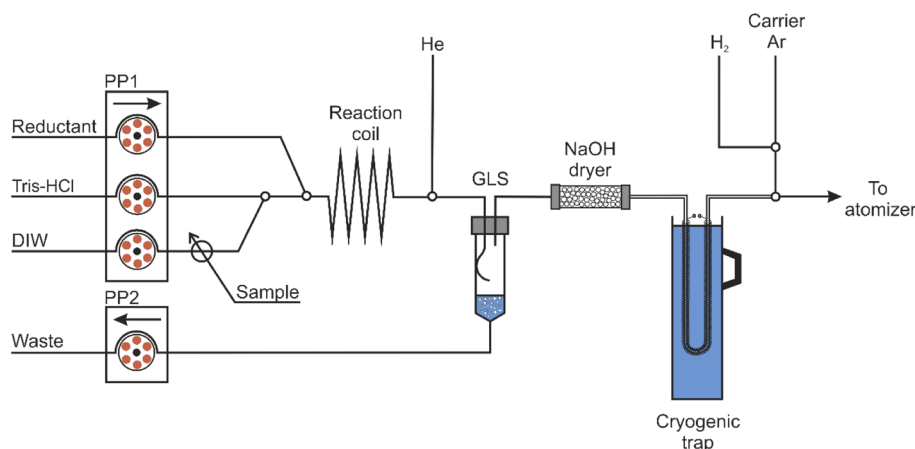 Carrier
He
H₂
Ar
PP1
Reductant
Reaction
coil
NaOH
dryer
Tris-HCl
GLS
To
atomizer
DIW
Sample
PP2
Waste
Cryogenic
trap